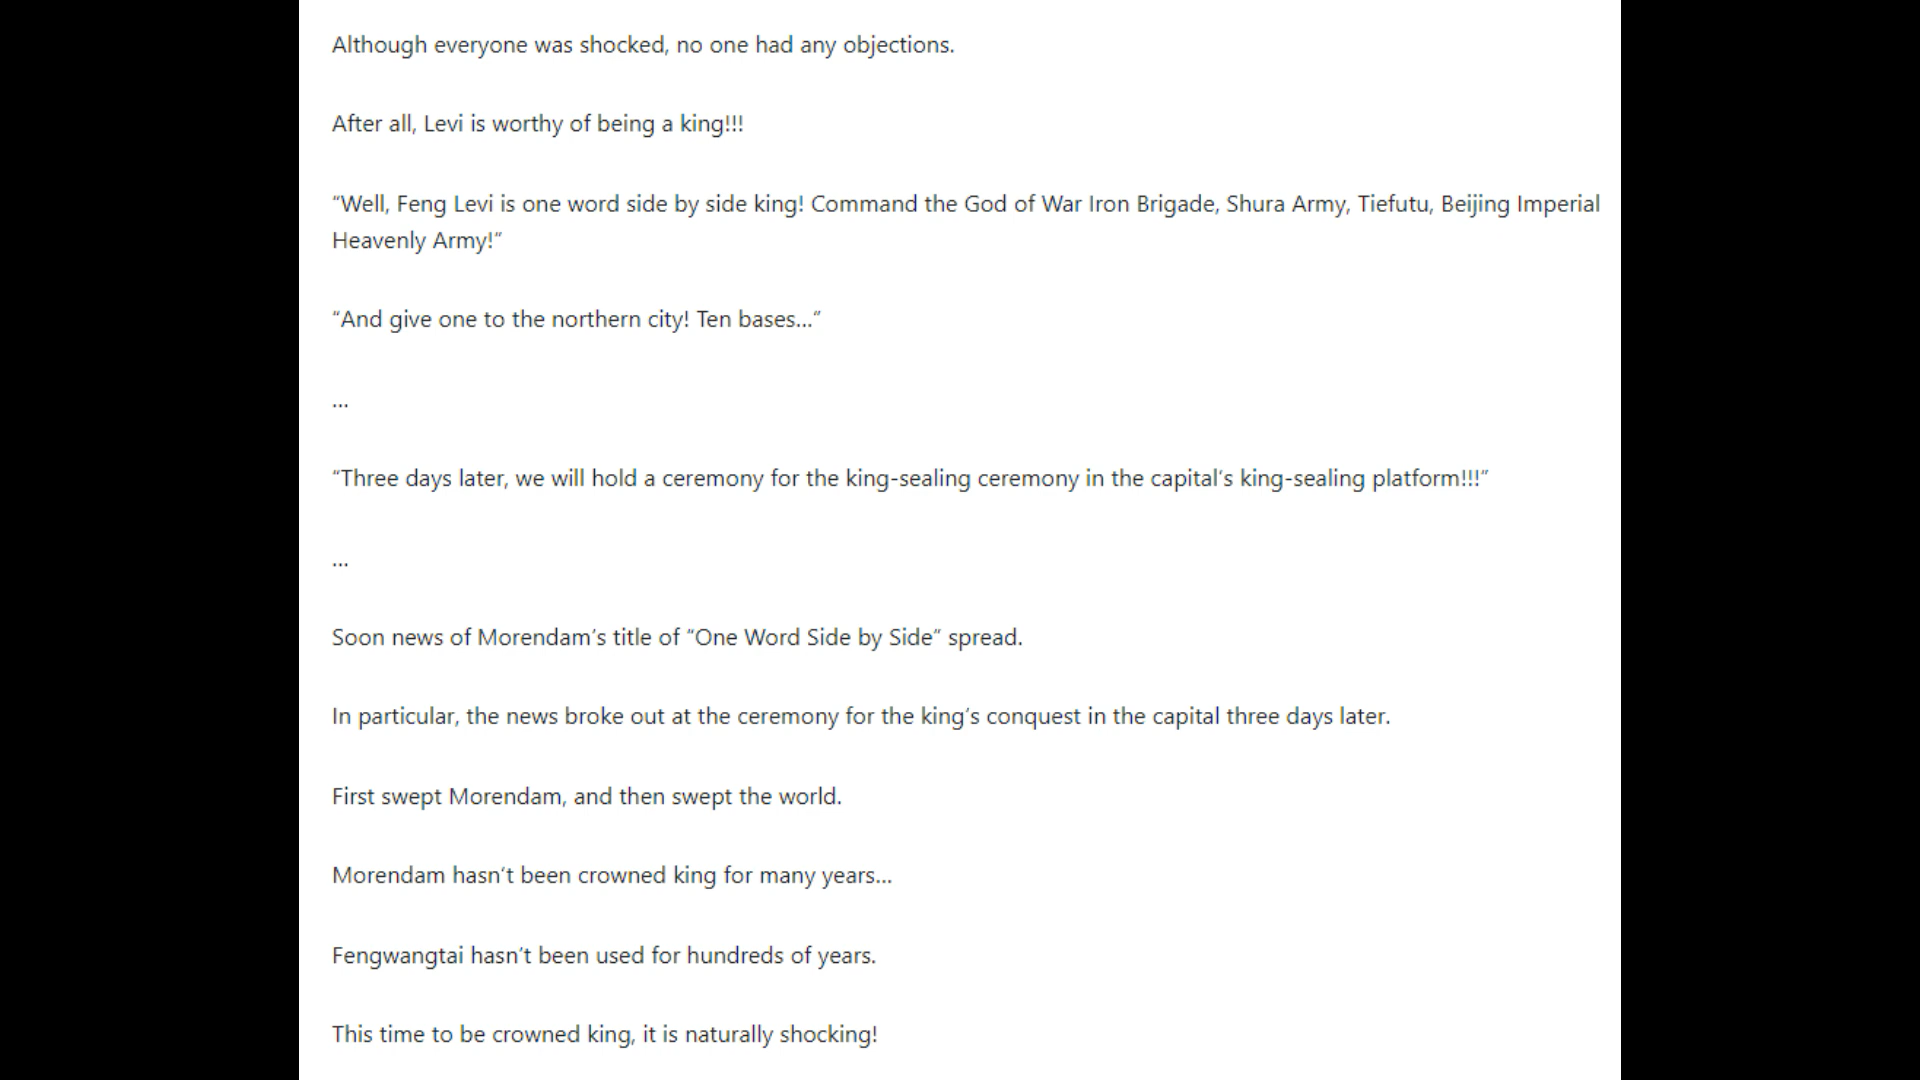 Although everyone was shocked, no one had any objections.
After all, Levi is worthy of being a king!!!
“Well, Feng Levi is one word side by side king! Command the God of War Iron Brigade, Shura Army, Tiefutu, Beijing Imperial
Heavenly Army!“
“And give one to the northern city! Ten bases…”
…
“Three days later, we will hold a ceremony for the king-sealing ceremony in the capital’s king-sealing platform!!!”
…
Soon news of Morendam’s title of “One Word Side by Side” spread.
In particular, the news broke out at the ceremony for the king’s conquest in the capital three days later.
First swept Morendam, and then swept the world.
Morendam hasn’t been crowned king for many years…
Fengwangtai hasn’t been used for hundreds of years.
This time to be crowned king, it is naturally shocking!